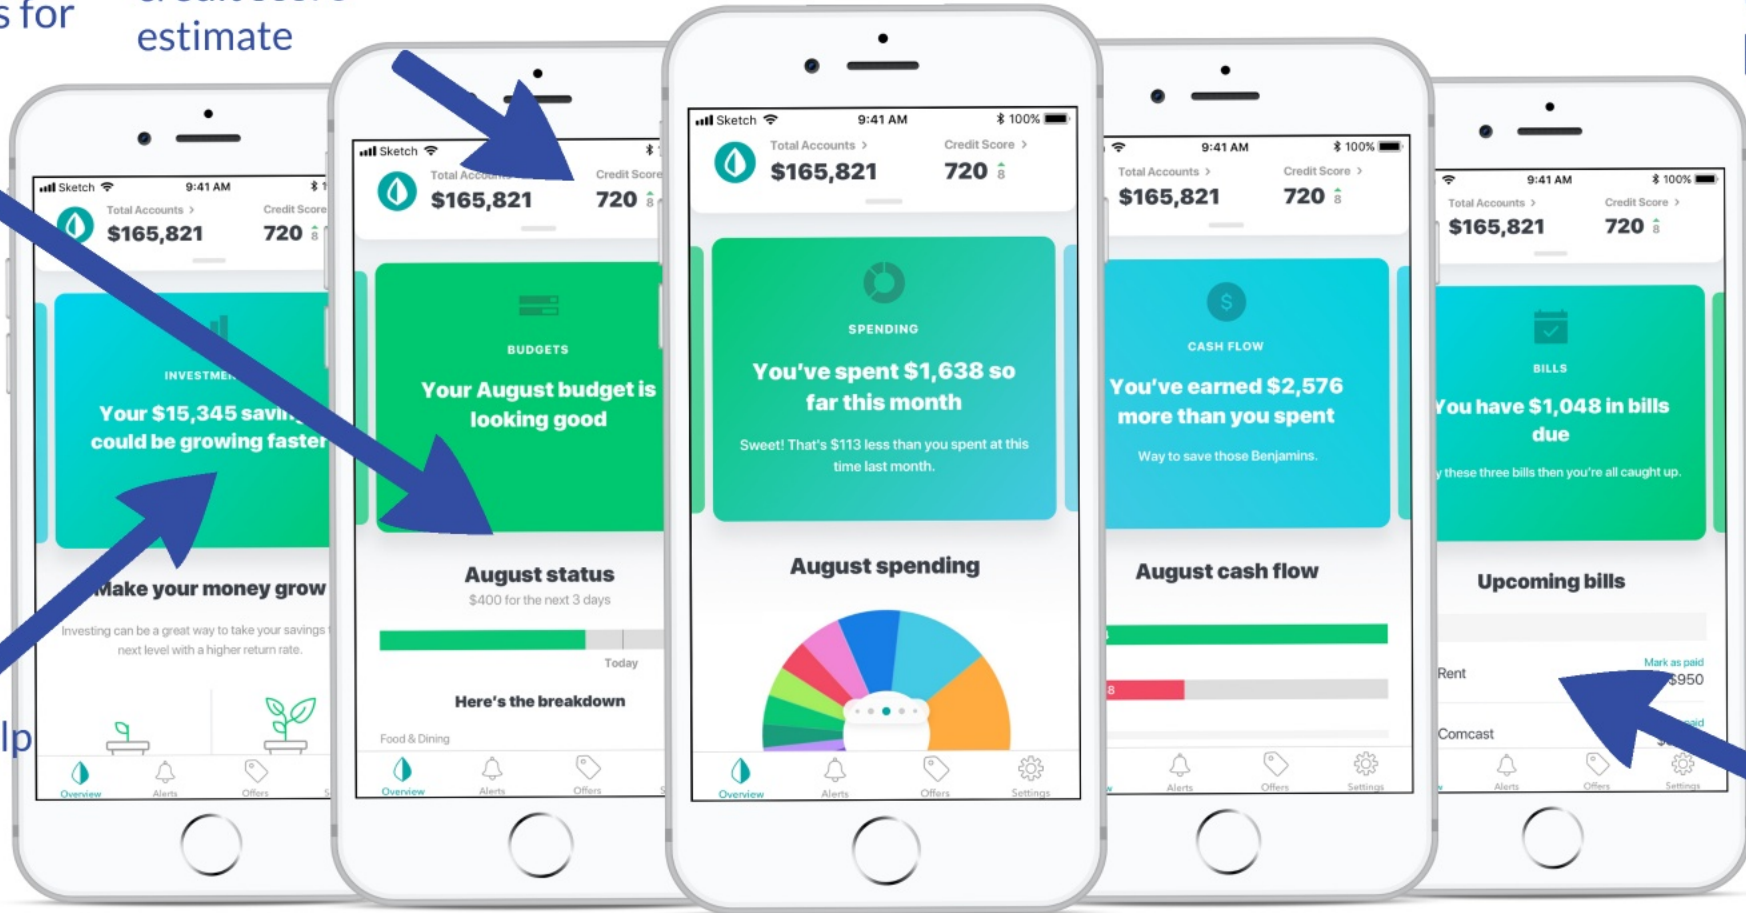 s for
estimate
lp
Sketch
9:41 AM
Total Accounts >
Credit Score
$165,821
720 8
Your $15,345
could be growing faster
Make your money grow
Investing can be a great way to take your savings
next level with a higher return rate.
Overview
Alerts
Offers
Sketch
Total
Credit Score
$165,821
720 8
BUDGETS
Your August budget is
looking good
August status
$400 for the next 3 days
Today
Here's the breakdown
Food & Dining
Overview
Alerts
Offers
Sketch
9:41 AM
100%
Total Accounts >
Credit Score >
$165,821
720 8
SPENDING
You've spent $1,638 so
far this month
Sweet! That's $113 less than you spent at this
time last month.
August spending
Overview
Alerts
Offers
Settings
9:41 AM
100%
Total Accounts >
Credit Score >
$165,821
720 8
CASH FLOW
You've earned $2,576
more than you spent
Way to save those Benjamins.
August cash flow
8
Alerts
Offers
Settings
9:41 AM
100%
Total Accounts >
Credit Score >
$165,821
720 8
BILLS
You have $1,048 in bills
due
y these three bills then you're all caught up.
Upcoming bills
Mark as paid
Rent
$950
Comcast
Alerts
Offers
Settings